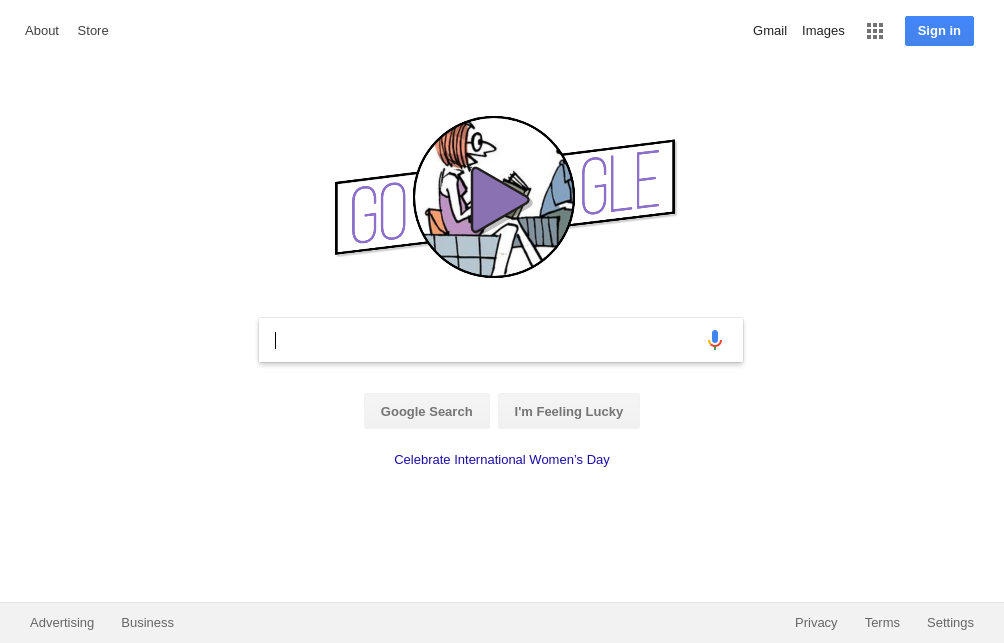 About Store Gmail Images Sign in
GO GLE
Google Search I'm Feeling Lucky
Celebrate International Women's Day
Advertising Business Privacy Terms Settings